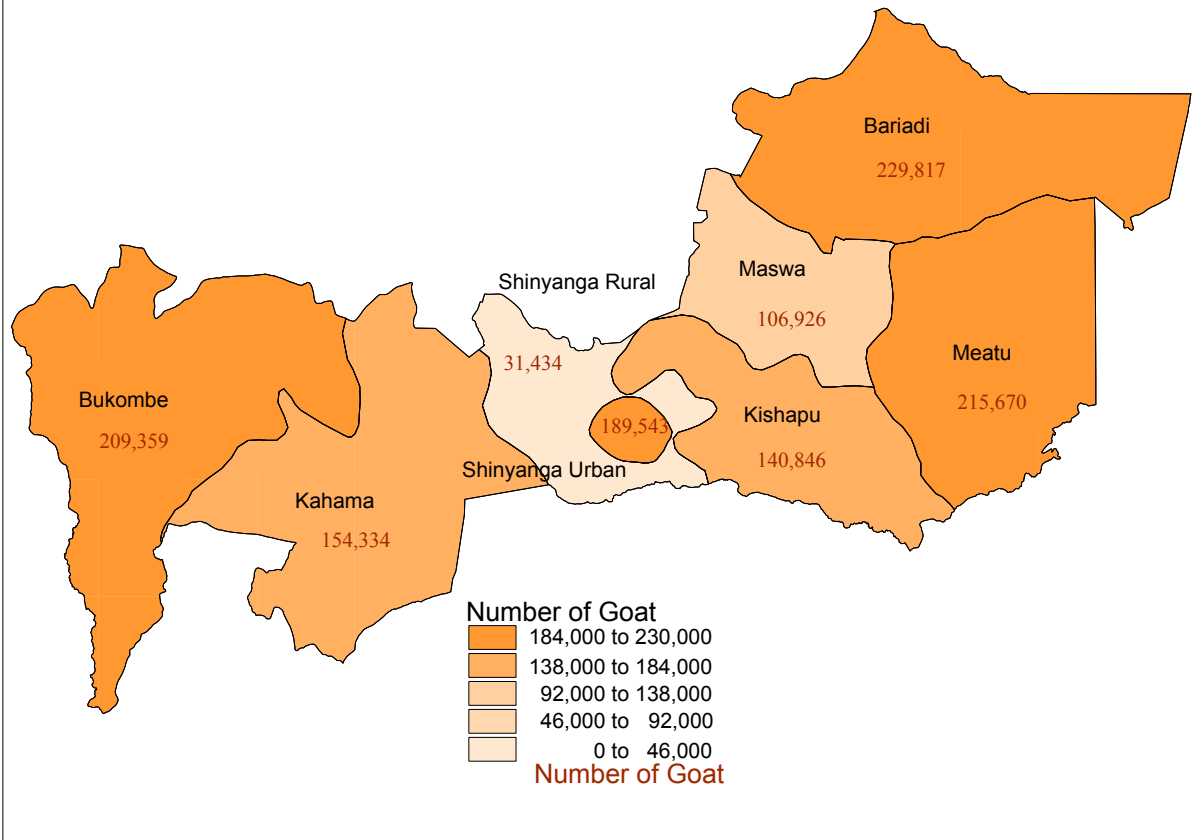 Bariadi
229,817
Maswa
106,926
Shinyanga Rural
31,434
Meatu
215,670
Bukombe
209,359
Kishapu
140,846
189,543
Shinyanga Urban
Kahama
154,334
Number of Goat
184,000 to 230,000
138,000 to 184,000
92,000 to 138,000
46,000 to 92,000
0 to 46,000
Number of Goat